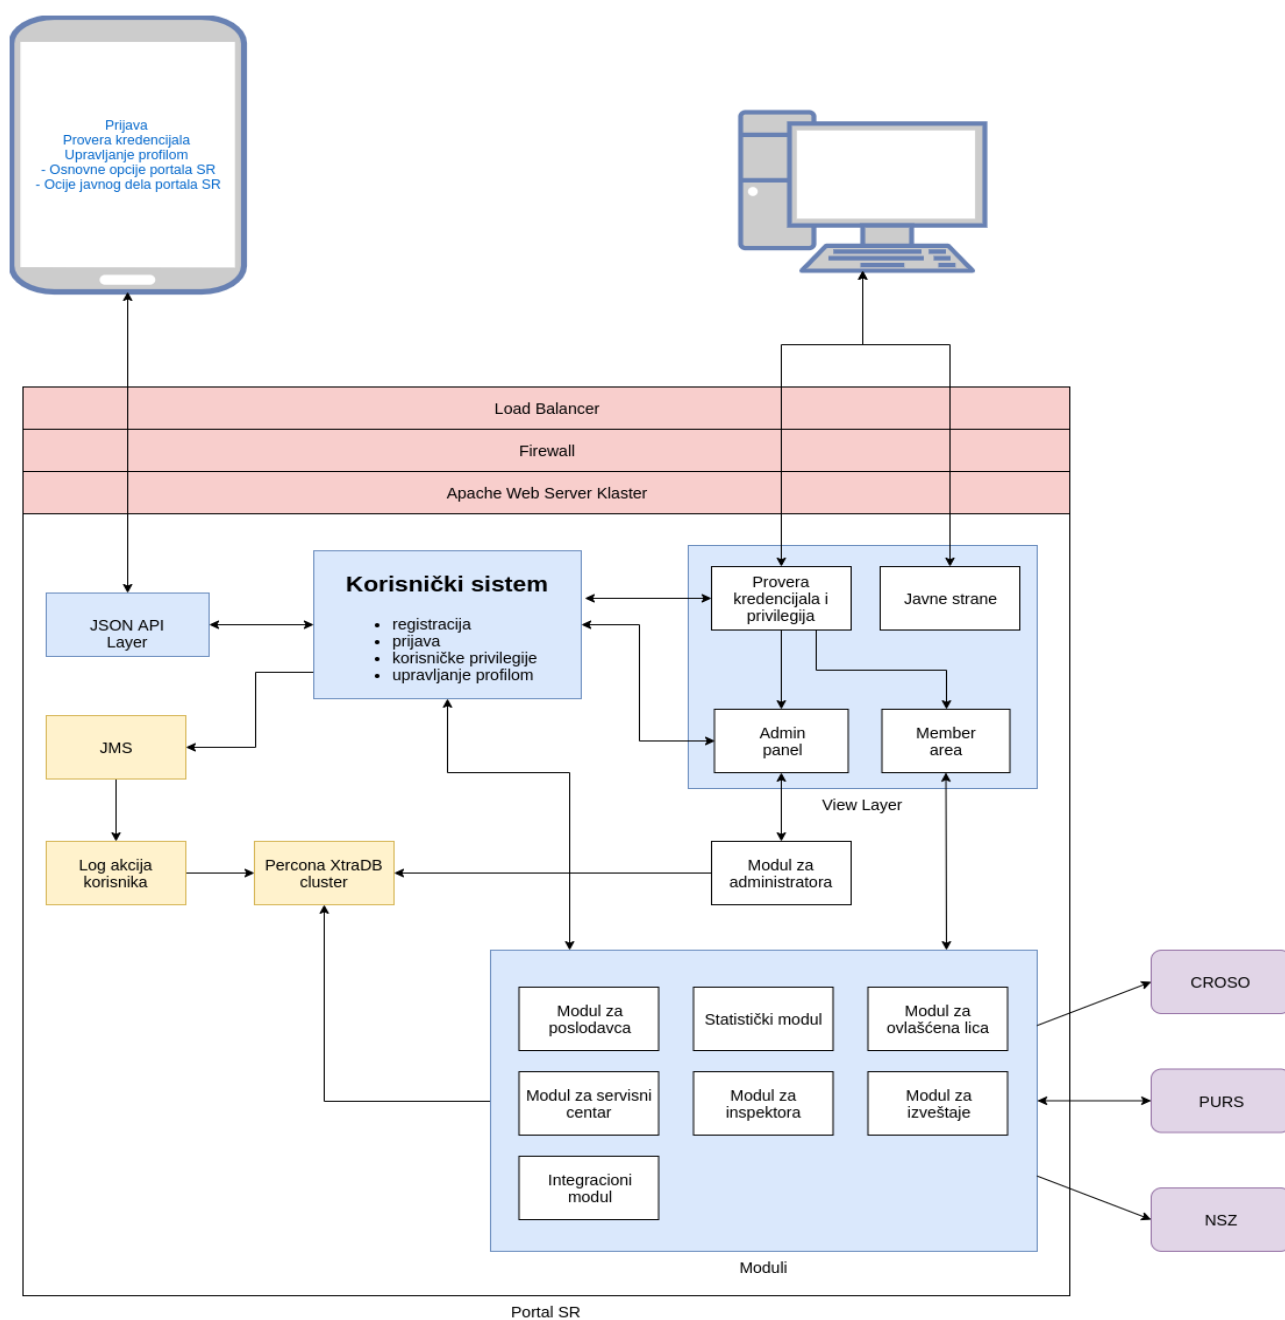 Prijava
Provera kredencijala
Upravljanje profilom
- Osnovne opcije portala SR
- Ocije javnog dela portala SR
Load Balancer
Firewall
Apache Web Server Klaster
JSON API
Layer
Korisnički sistem
• registracija
• prijava
• korisničke privilegije
• upravljanje profilom
Provera
kredencijala i
privilegija
Javne strane
JMS
Admin
panel
Member
area
View Layer
Log akcija
korisnika
Percona XtraDB
cluster
Modul za
administratora
Modul za
poslodavca
Statistički modul
Modul za
ovlašćena lica
Modul za servisni
centar
Modul za
inspektora
Modul za
izveštaje
Integracioni
modul
Moduli
CROSO
PURS
NSZ
Portal SR